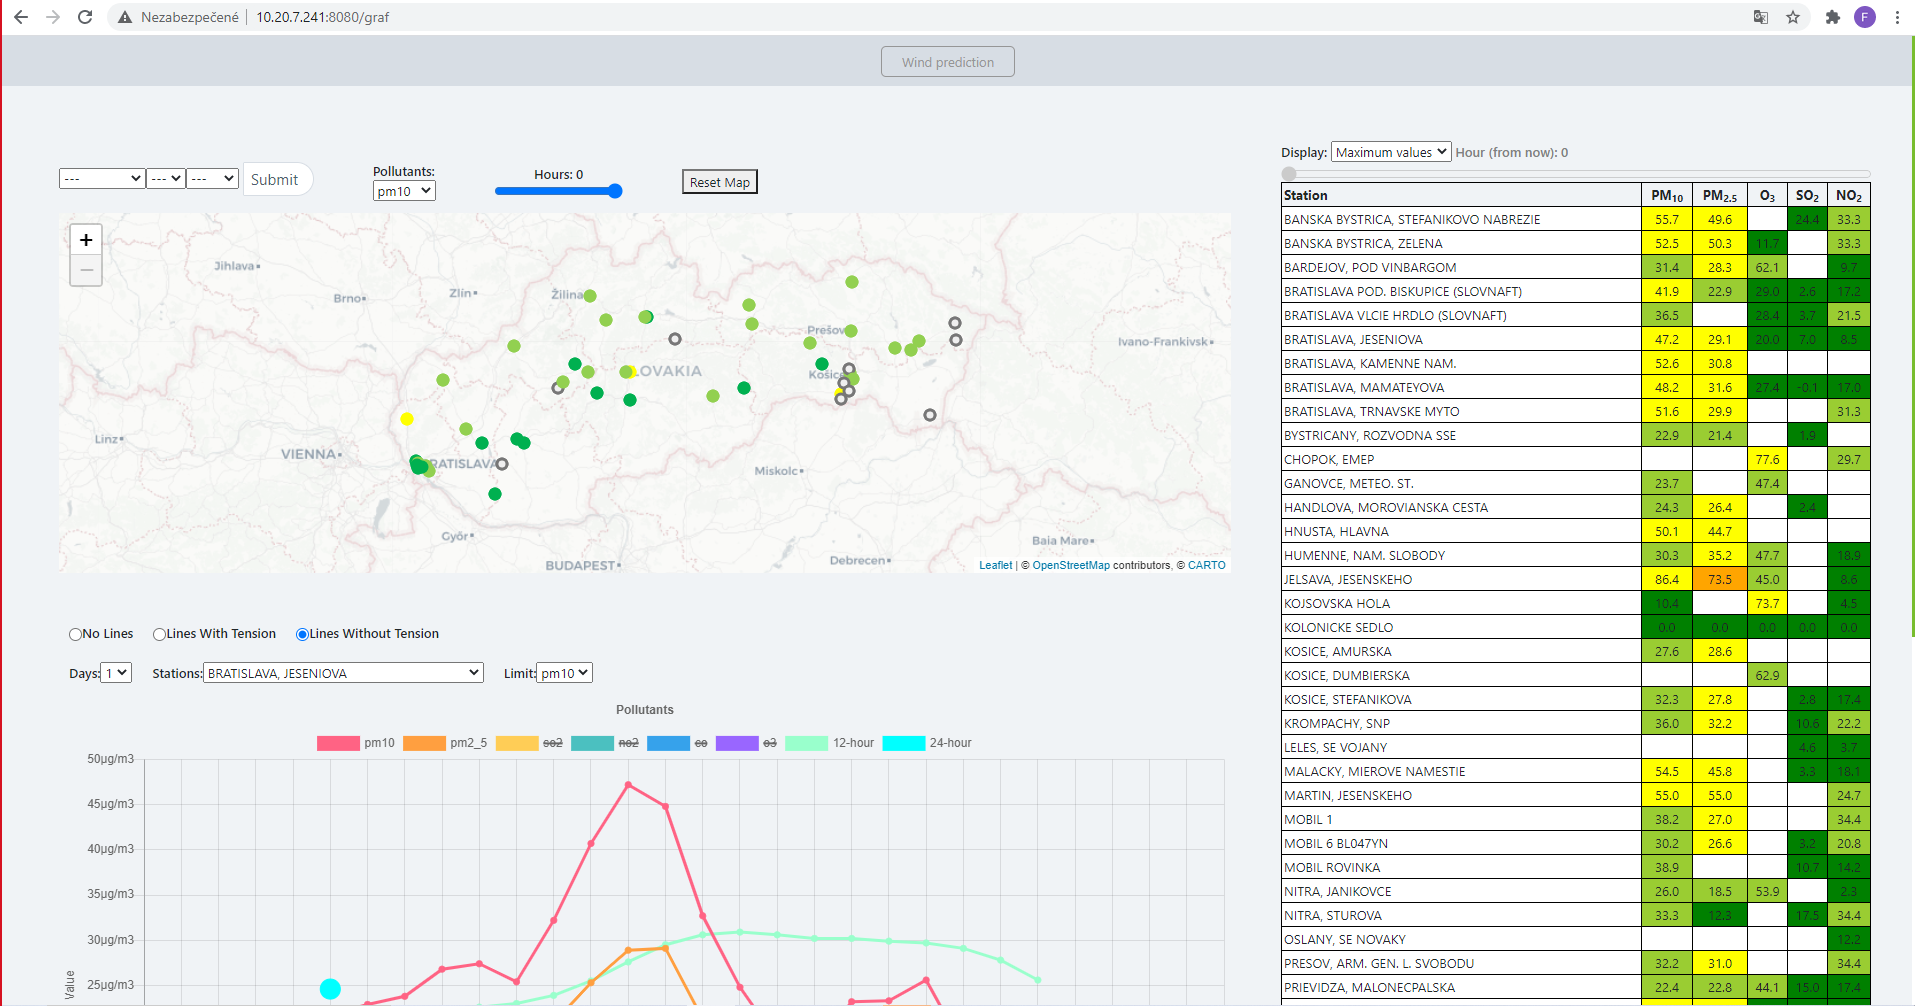 Nezabezpečené 10.20.7.241:8080/graf F
Wind prediction
--- --- --- Submit
Pollutants:
pm10
Hours: 0
Reset Map
+
−
Jihlava
Brno
Zlín
Žilina
Prešov
Ivano-Frankivsk
LOVAKIA
Košice
Linz
VIENNA
RATISLAVA
Miskolc
Győr
BUDAPEST
Debrecen
Baia Mare
Leaflet | © OpenStreetMap contributors, © CARTO
No Lines Lines With Tension Lines Without Tension
Days: 1 Stations: BRATISLAVA, JESENIOVA Limit: pm10
Pollutants
pm10 pm2_5 so2 no2 co o3 12-hour 24-hour
50µg/m3
45µg/m3
40µg/m3
35µg/m3
30µg/m3
25µg/m3
Value
Display: Maximum values Hour (from now): 0
Station PM10 PM2.5 O3 SO2 NO2
BANSKA BYSTRICA, STEFANIKOVO NABREZIE 55.7 49.6 24.4 33.3
BANSKA BYSTRICA, ZELENA 52.5 50.3 11.7 33.3
BARDEJOV, POD VINBARGOM 31.4 28.3 62.1 9.7
BRATISLAVA POD. BISKUPICE (SLOVNAFT) 41.9 22.9 29.0 2.6 17.2
BRATISLAVA VLCIE HRDLO (SLOVNAFT) 36.5 28.4 3.7 21.5
BRATISLAVA, JESENIOVA 47.2 29.1 20.0 7.0 8.5
BRATISLAVA, KAMENNE NAM. 52.6 30.8
BRATISLAVA, MAMATEYOVA 48.2 31.6 27.4 -0.1 17.0
BRATISLAVA, TRNAVSKE MYTO 51.6 29.9 31.3
BYSTRICANY, ROZVODNA SSE 22.9 21.4 1.9
CHOPOK, EMEP 77.6 29.7
GANOVCE, METEO. ST. 23.7 47.4
HANDLOVA, MOROVIANSKA CESTA 24.3 26.4 2.4
HNUSTA, HLAVNA 50.1 44.7
HUMENNE, NAM. SLOBODY 30.3 35.2 47.7 18.9
JELSAVA, JESENSKEHO 86.4 73.5 45.0 8.6
KOJSOVSKA HOLA 10.4 73.7 4.5
KOLONICKE SEDLO 0.0 0.0 0.0 0.0 0.0
KOSICE, AMURSKA 27.6 28.6
KOSICE, DUMBIERSKA 62.9
KOSICE, STEFANIKOVA 32.3 27.8 2.8 17.4
KROMPACHY, SNP 36.0 32.2 10.6 22.2
LELES, SE VOJANY 4.6 3.7
MALACKY, MIEROVE NAMESTIE 54.5 45.8 3.3 18.1
MARTIN, JESENSKEHO 55.0 55.0 24.7
MOBIL 1 38.2 27.0 34.4
MOBIL 6 BL047YN 30.2 26.6 3.2 20.8
MOBIL ROVINKA 38.9 10.7 14.2
NITRA, JANIKOVCE 26.0 18.5 53.9 2.3
NITRA, STUROVA 33.3 12.3 17.5 34.4
OSLANY, SE NOVAKY 12.2
PRESOV, ARM. GEN. L. SVOBODU 32.2 31.0 34.4
PRIEVIDZA, MALONECPALSKA 22.4 22.8 44.1 15.0 17.4